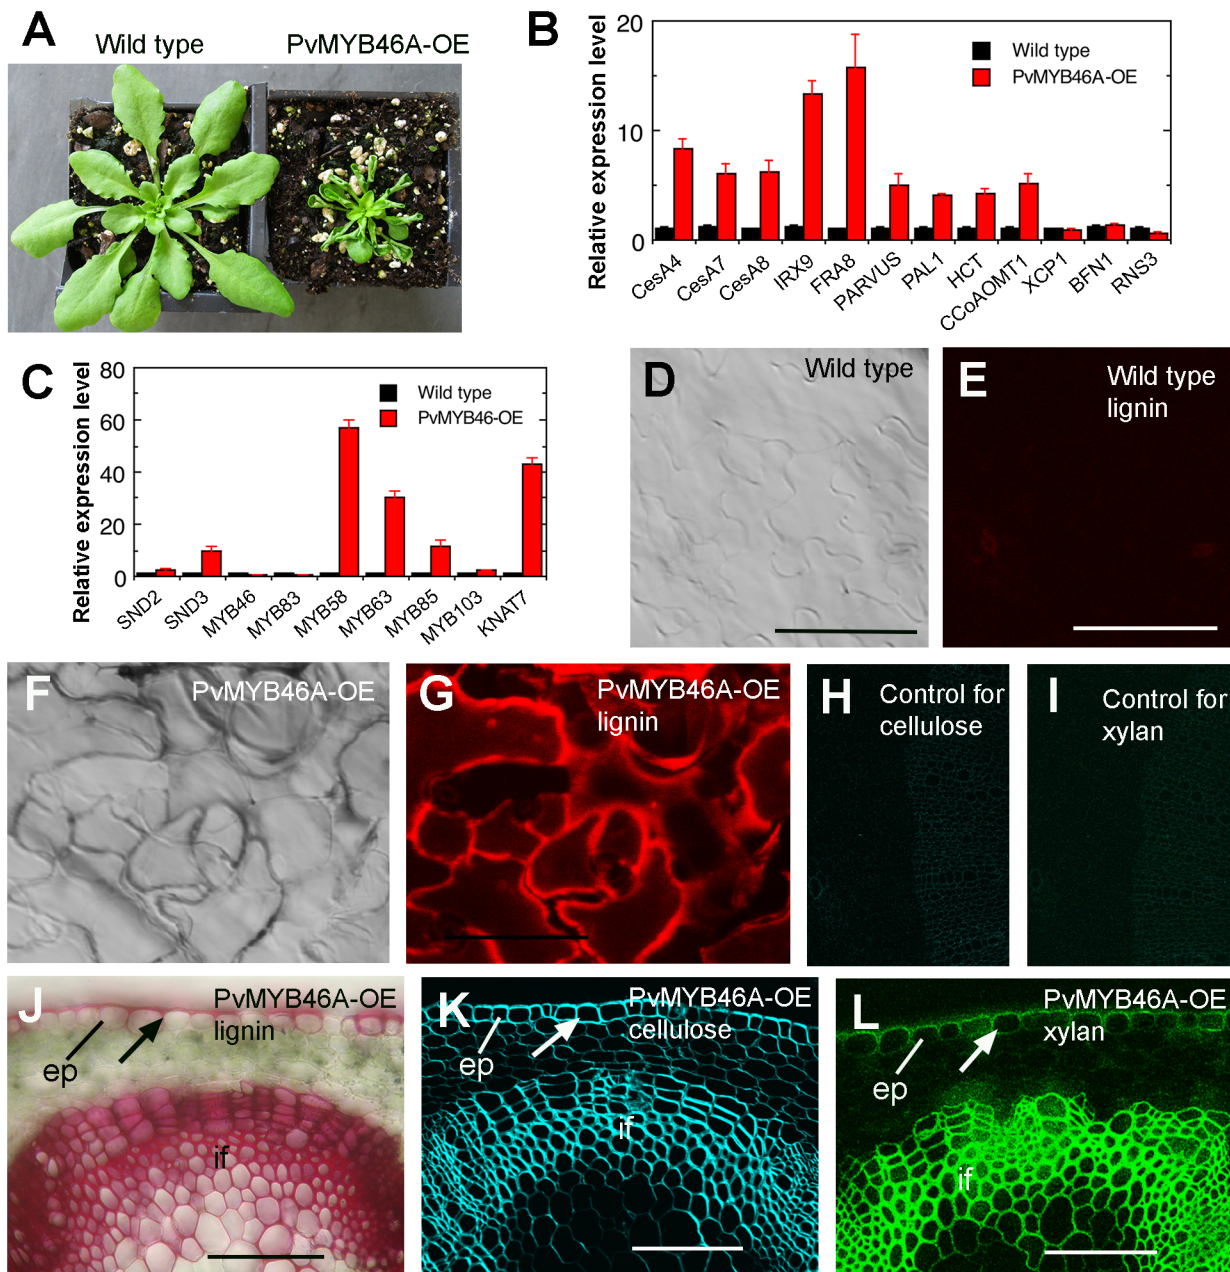 A
Wild type
PvMYB46A-OE
B
Relative expression level
20
10
0
Wild type
PvMYB46A-OE
CesA4
CesA7
CesA8
IRX9
FRA8
PARVUS
PAL1
HCT
CCoAOMT1
XCP1
BFN1
RNS3
C
Relative expression level
80
60
40
20
0
Wild type
PvMYB46-OE
SND2
SND3
MYB46
MYB83
MYB58
MYB63
MYB85
MYB103
KNAT7
D
Wild type
E
Wild type
lignin
F
PvMYB46A-OE
G
PvMYB46A-OE
lignin
H
Control for
cellulose
I
Control for
xylan
J
PvMYB46A-OE
lignin
ep
if
K
PvMYB46A-OE
cellulose
ep
if
L
PvMYB46A-OE
xylan
ep
if